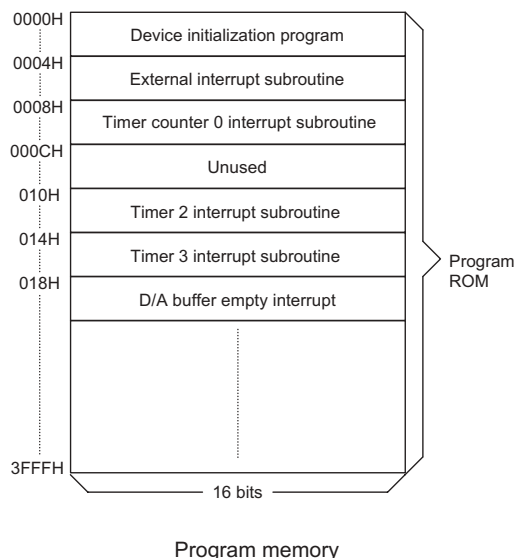 0000H
Device initialization program
0004H
External interrupt subroutine
0008H
Timer counter 0 interrupt subroutine
000CH
Unused
010H
Timer 2 interrupt subroutine
014H
Timer 3 interrupt subroutine
018H
D/A buffer empty interrupt
Program
ROM
3FFFH
16 bits
Program memory